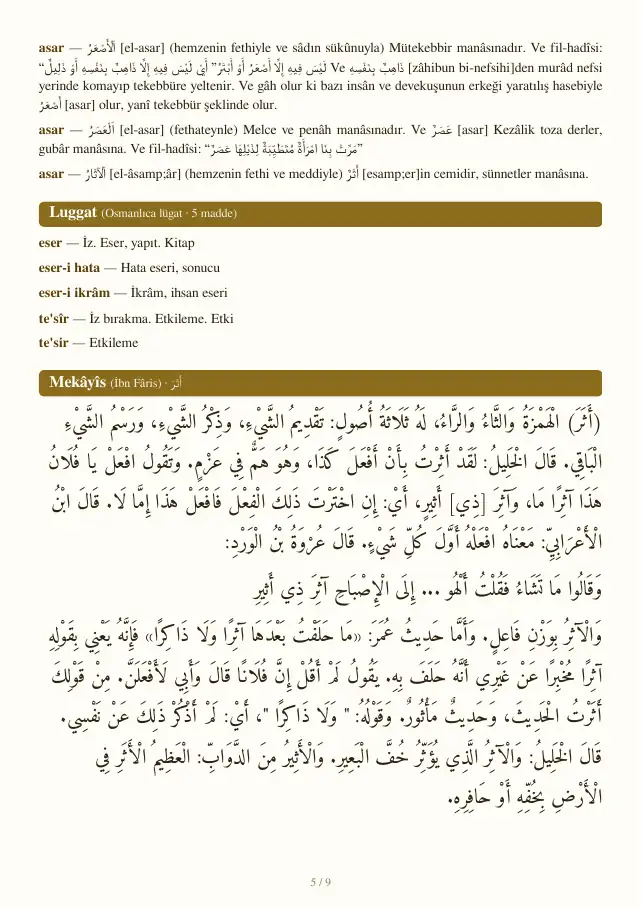 asar — اَلْأَصْعَرُ [el-asar] (hemzenin fethiyle ve sâdın sükûnuyla) Mütekebbir manâsınadır. Ve fil-hadîsi:
“لَيْسَ فِيهِ إِلَّا أَصْعَرُ أَوْ أَبْتَرُ” أَيْ لَيْسَ فِيهِ إِلَّا ذَاهِبٌ بِنَفْسِهِ أَوْ ذَلِيلٌ Ve ذَاهِبٌ بِنَفْسِهِ [zâhibun bi-nefsihi]den murâd nefsi
yerinde komayıp tekebbüre yeltenir. Ve gâh olur ki bazı insân ve devekuşunun erkeği yaratılış hasebiyle
أَصْعَرُ [asar] olur, yanî tekebbür şeklinde olur.
asar — اَلْعَصَرُ [el-asar] (fethateynle) Melce ve penâh manâsınadır. Ve عَصَرٌ [asar] Kezâlik toza derler,
gubâr manâsına. Ve fil-hadîsi: “مَرَّتْ بِنَا امْرَأَةٌ مُتَطَيِّبَةٌ لِذَيْلِهَا عَصَرٌ”
asar — اَلْآثَارُ [el-âsamp;âr] (hemzenin fethi ve meddiyle) أَثَرٌ [esamp;er]in cemidir, sünnetler manâsına.
Luggat (Osmanlıca lügat · 5 madde)
eser — İz. Eser, yapıt. Kitap
eser-i hata — Hata eseri, sonucu
eser-i ikrâm — İkrâm, ihsan eseri
te'sîr — İz bırakma. Etkileme. Etki
te'sir — Etkileme
Mekâyîs (İbn Fâris) · أَثَرَ
(أَثَرَ) الْهَمْزَةُ وَالثَّاءُ وَالرَّاءُ، لَهُ ثَلَاثَةُ أُصُولٍ: تَقْدِيمُ الشَّيْءِ، وَذِكْرُ الشَّيْءِ، وَرَسْمُ الشَّيْءِ
الْبَاقِي. قَالَ الْخَلِيلُ: لَقَدْ أَثِرْتُ بِأَنْ أَفْعَلَ كَذَا، وَهُوَ هَمٌّ فِي عَزْمٍ. وَتَقُولُ افْعَلْ يَا فُلَانُ
هَذَا آثِرًا مَا، وَآثِرَ [ذِي] أَثِيرٍ، أَيْ: إِنِ اخْتَرْتَ ذَلِكَ الْفِعْلَ فَافْعَلْ هَذَا إِمَّا لَا. قَالَ ابْنُ
الْأَعْرَابِيِّ: مَعْنَاهُ افْعَلْهُ أَوَّلَ كُلِّ شَيْءٍ. قَالَ عُرْوَةُ بْنُ الْوَرْدِ:
وَقَالُوا مَا تَشَاءُ فَقُلْتُ أَلْهُو ... إِلَى الْإِصْبَاحِ آثِرَ ذِي أَثِيرِ
وَالْآثِرُ بِوَزْنِ فَاعِلٍ. وَأَمَّا حَدِيثُ عُمَرَ: «مَا حَلَفْتُ بَعْدَهَا آثِرًا وَلَا ذَاكِرًا» فَإِنَّهُ يَعْنِي بِقَوْلِهِ
آثِرًا مُخْبِرًا عَنْ غَيْرِي أَنَّهُ حَلَفَ بِهِ. يَقُولُ لَمْ أَقُلْ إِنَّ فُلَانًا قَالَ وَأَبِي لَأَفْعَلَنَّ. مِنْ قَوْلِكَ
أَثَرْتُ الْحَدِيثَ، وَحَدِيثٌ مَأْثُورٌ. وَقَوْلُهُ: " وَلَا ذَاكِرًا "، أَيْ: لَمْ أَذْكُرْ ذَلِكَ عَنْ نَفْسِي.
قَالَ الْخَلِيلُ: وَالْآثِرُ الَّذِي يُؤَثِّرُ خُفَّ الْبَعِيرِ. وَالْأَثِيرُ مِنَ الدَّوَابِّ: الْعَظِيمُ الْأَثَرِ فِي
الْأَرْضِ بِخُفِّهِ أَوْ حَافِرِهِ.
5 / 9